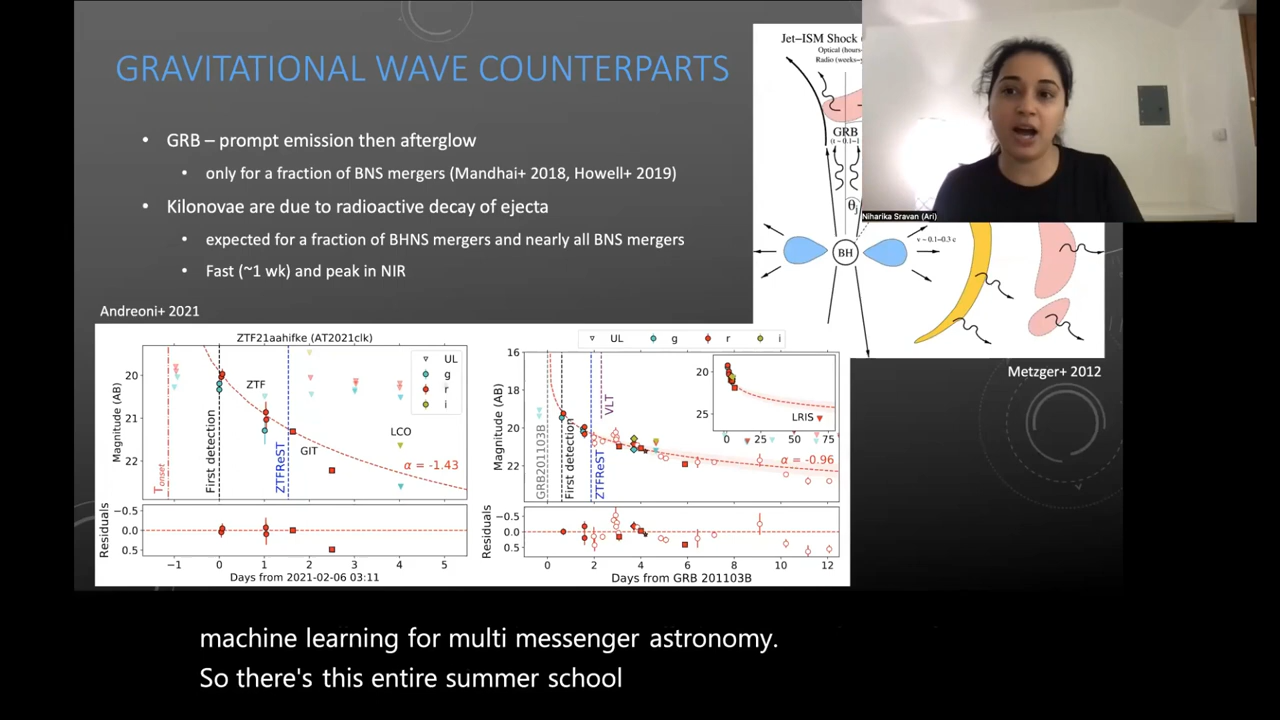 GRAVITATIONAL WAVE COUNTERPARTS
• GRB – prompt emission then afterglow
• only for a fraction of BNS mergers (Mandhai+ 2018, Howell+ 2019)
• Kilonovae are due to radioactive decay of ejecta
• expected for a fraction of BHNS mergers and nearly all BNS mergers
• Fast (~1 wk) and peak in NIR
Jet–ISM Shock
Optical (hours–
Radio (weeks–
GRB
θj
BH
v ~ 0.1–0.3 c
Niharika Sravan (Ari)
Metzger+ 2012
Andreoni+ 2021
ZTF21aahifke (AT2021clk)
UL
g
r
i
ZTF
LCO
GIT
α = -1.43
Tonset
First detection
ZTFReST
Magnitude (AB)
20
21
22
Residuals
−0.5
0.0
0.5
−1 0 1 2 3 4 5
Days from 2021-02-06 03:11
UL g r i
16
18
20
22
Magnitude (AB)
GRB201103B
First detection
ZTFReST
VLT
20
25
LRIS
0 25 50 75
α = -0.96
Residuals
-0.5
0.0
0.5
0 2 4 6 8 10 12
Days from GRB 201103B
machine learning for multi messenger astronomy.
So there's this entire summer school